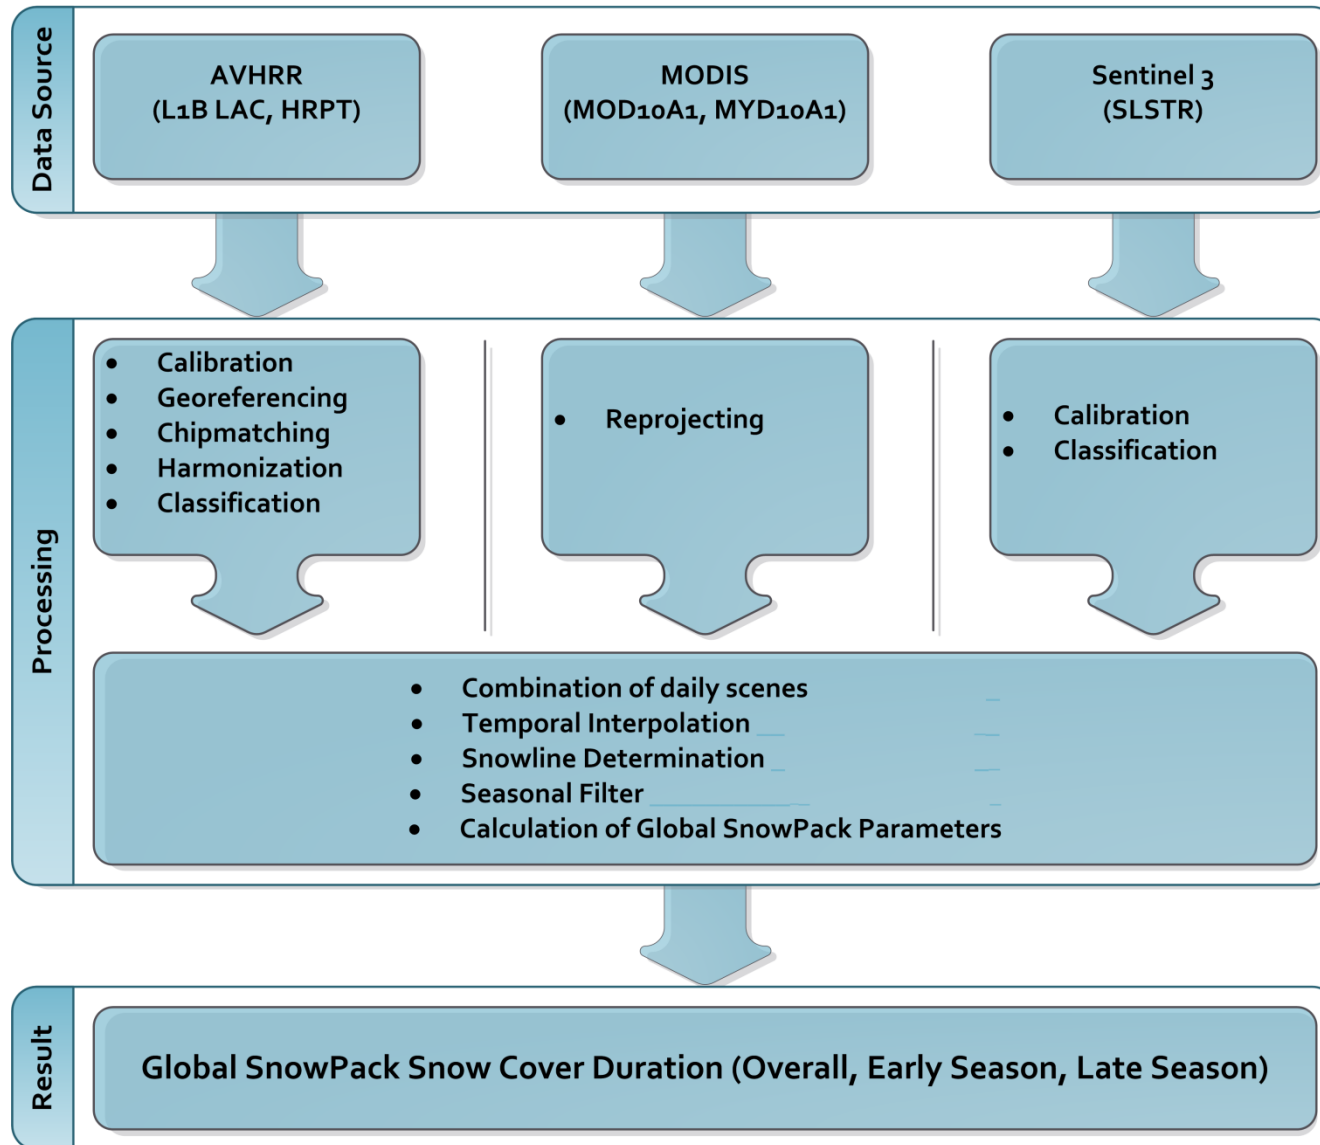 Data Source
AVHRR
(L1B LAC, HRPT)
MODIS
(MOD10A1, MYD10A1)
Sentinel 3
(SLSTR)
Processing
• Calibration
• Georeferencing
• Chipmatching
• Harmonization
• Classification
• Reprojecting
• Calibration
• Classification
• Combination of daily scenes
• Temporal Interpolation
• Snowline Determination
• Seasonal Filter
• Calculation of Global SnowPack Parameters
Result
Global SnowPack Snow Cover Duration (Overall, Early Season, Late Season)